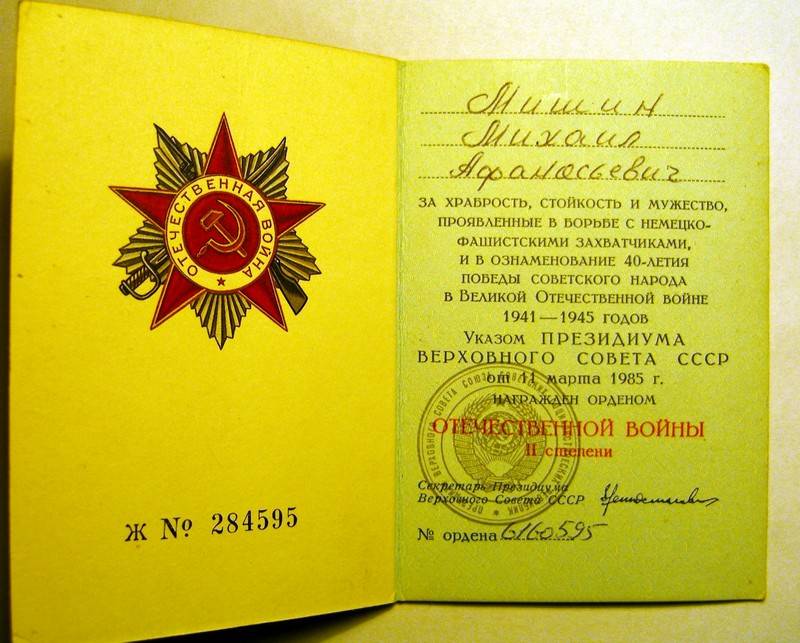 ОТЕЧЕСТВЕННАЯ ВОЙНА
Ж № 284595
Мишин
Михаил
Афанасьевич
ЗА ХРАБРОСТЬ, СТОЙКОСТЬ И МУЖЕСТВО,
ПРОЯВЛЕННЫЕ В БОРЬБЕ С НЕМЕЦКО-
ФАШИСТСКИМИ ЗАХВАТЧИКАМИ,
И В ОЗНАМЕНОВАНИЕ 40-ЛЕТИЯ
ПОБЕДЫ СОВЕТСКОГО НАРОДА
В ВЕЛИКОЙ ОТЕЧЕСТВЕННОЙ ВОЙНЕ
1941—1945 ГОДОВ
УКАЗОМ ПРЕЗИДИУМА
ВЕРХОВНОГО СОВЕТА СССР
от 11 марта 1985 г.
НАГРАЖДЕН ОРДЕНОМ
ОТЕЧЕСТВЕННОЙ ВОЙНЫ
II степени
Секретарь Президиума
Верховного Совета СССР
№ ордена 6160595